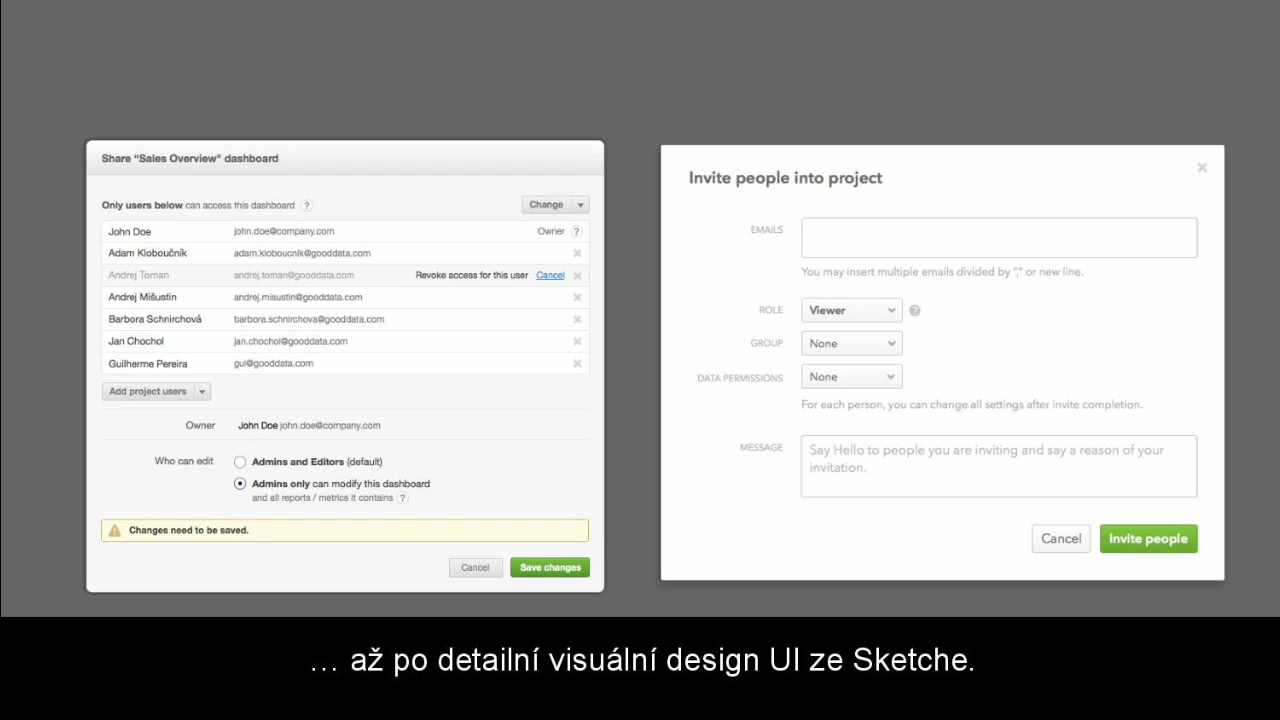 Share “Sales Overview” dashboard
Only users below can access this dashboard ?
Change
John Doe john.doe@company.com Owner ?
Adam Kloboučník adam.kloboucnik@gooddata.com
Andrej Toman andrej.toman@gooddata.com Revoke access for this user Cancel
Andrej Mišustin andrej.misustin@gooddata.com
Barbora Schnirchová barbora.schnirchova@gooddata.com
Jan Chochol jan.chochol@gooddata.com
Guilherme Pereira gui@gooddata.com
Add project users
Owner John Doe john.doe@company.com
Who can edit Admins and Editors (default)
Admins only can modify this dashboard
and all reports / metrics it contains ?
Changes need to be saved.
Cancel Save changes
Invite people into project
EMAILS
You may insert multiple emails divided by “,” or new line.
ROLE Viewer ?
GROUP None
DATA PERMISSIONS None
For each person, you can change all settings after invite completion.
MESSAGE Say Hello to people you are inviting and say a reason of your
invitation.
Cancel Invite people
… až po detailní visuální design UI ze Sketche.